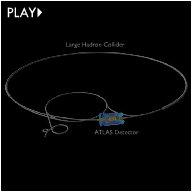 PLAY
Large Hadron Collider
ATLAS Detector